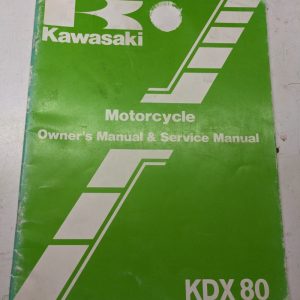 Kawasaki
Motorcycle
Owner's Manual & Service Manual
KDX 80